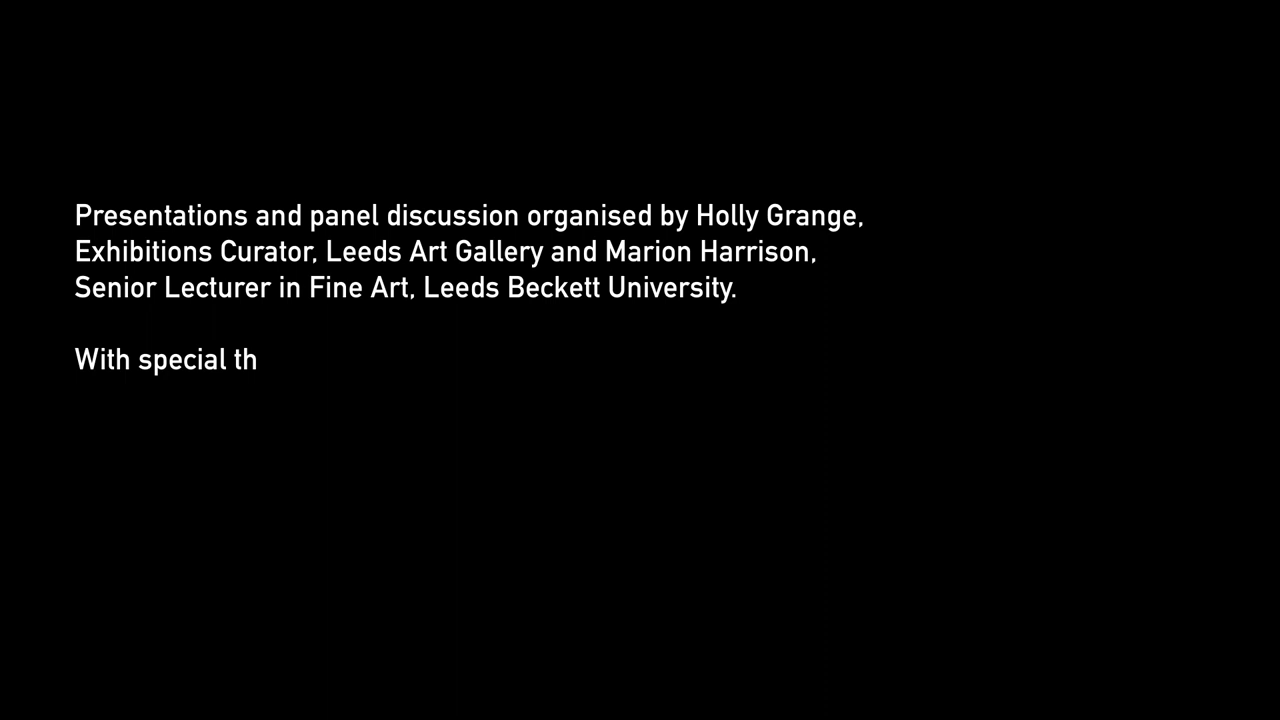 Presentations and panel discussion organised by Holly Grange,
Exhibitions Curator, Leeds Art Gallery and Marion Harrison,
Senior Lecturer in Fine Art, Leeds Beckett University.
With special th